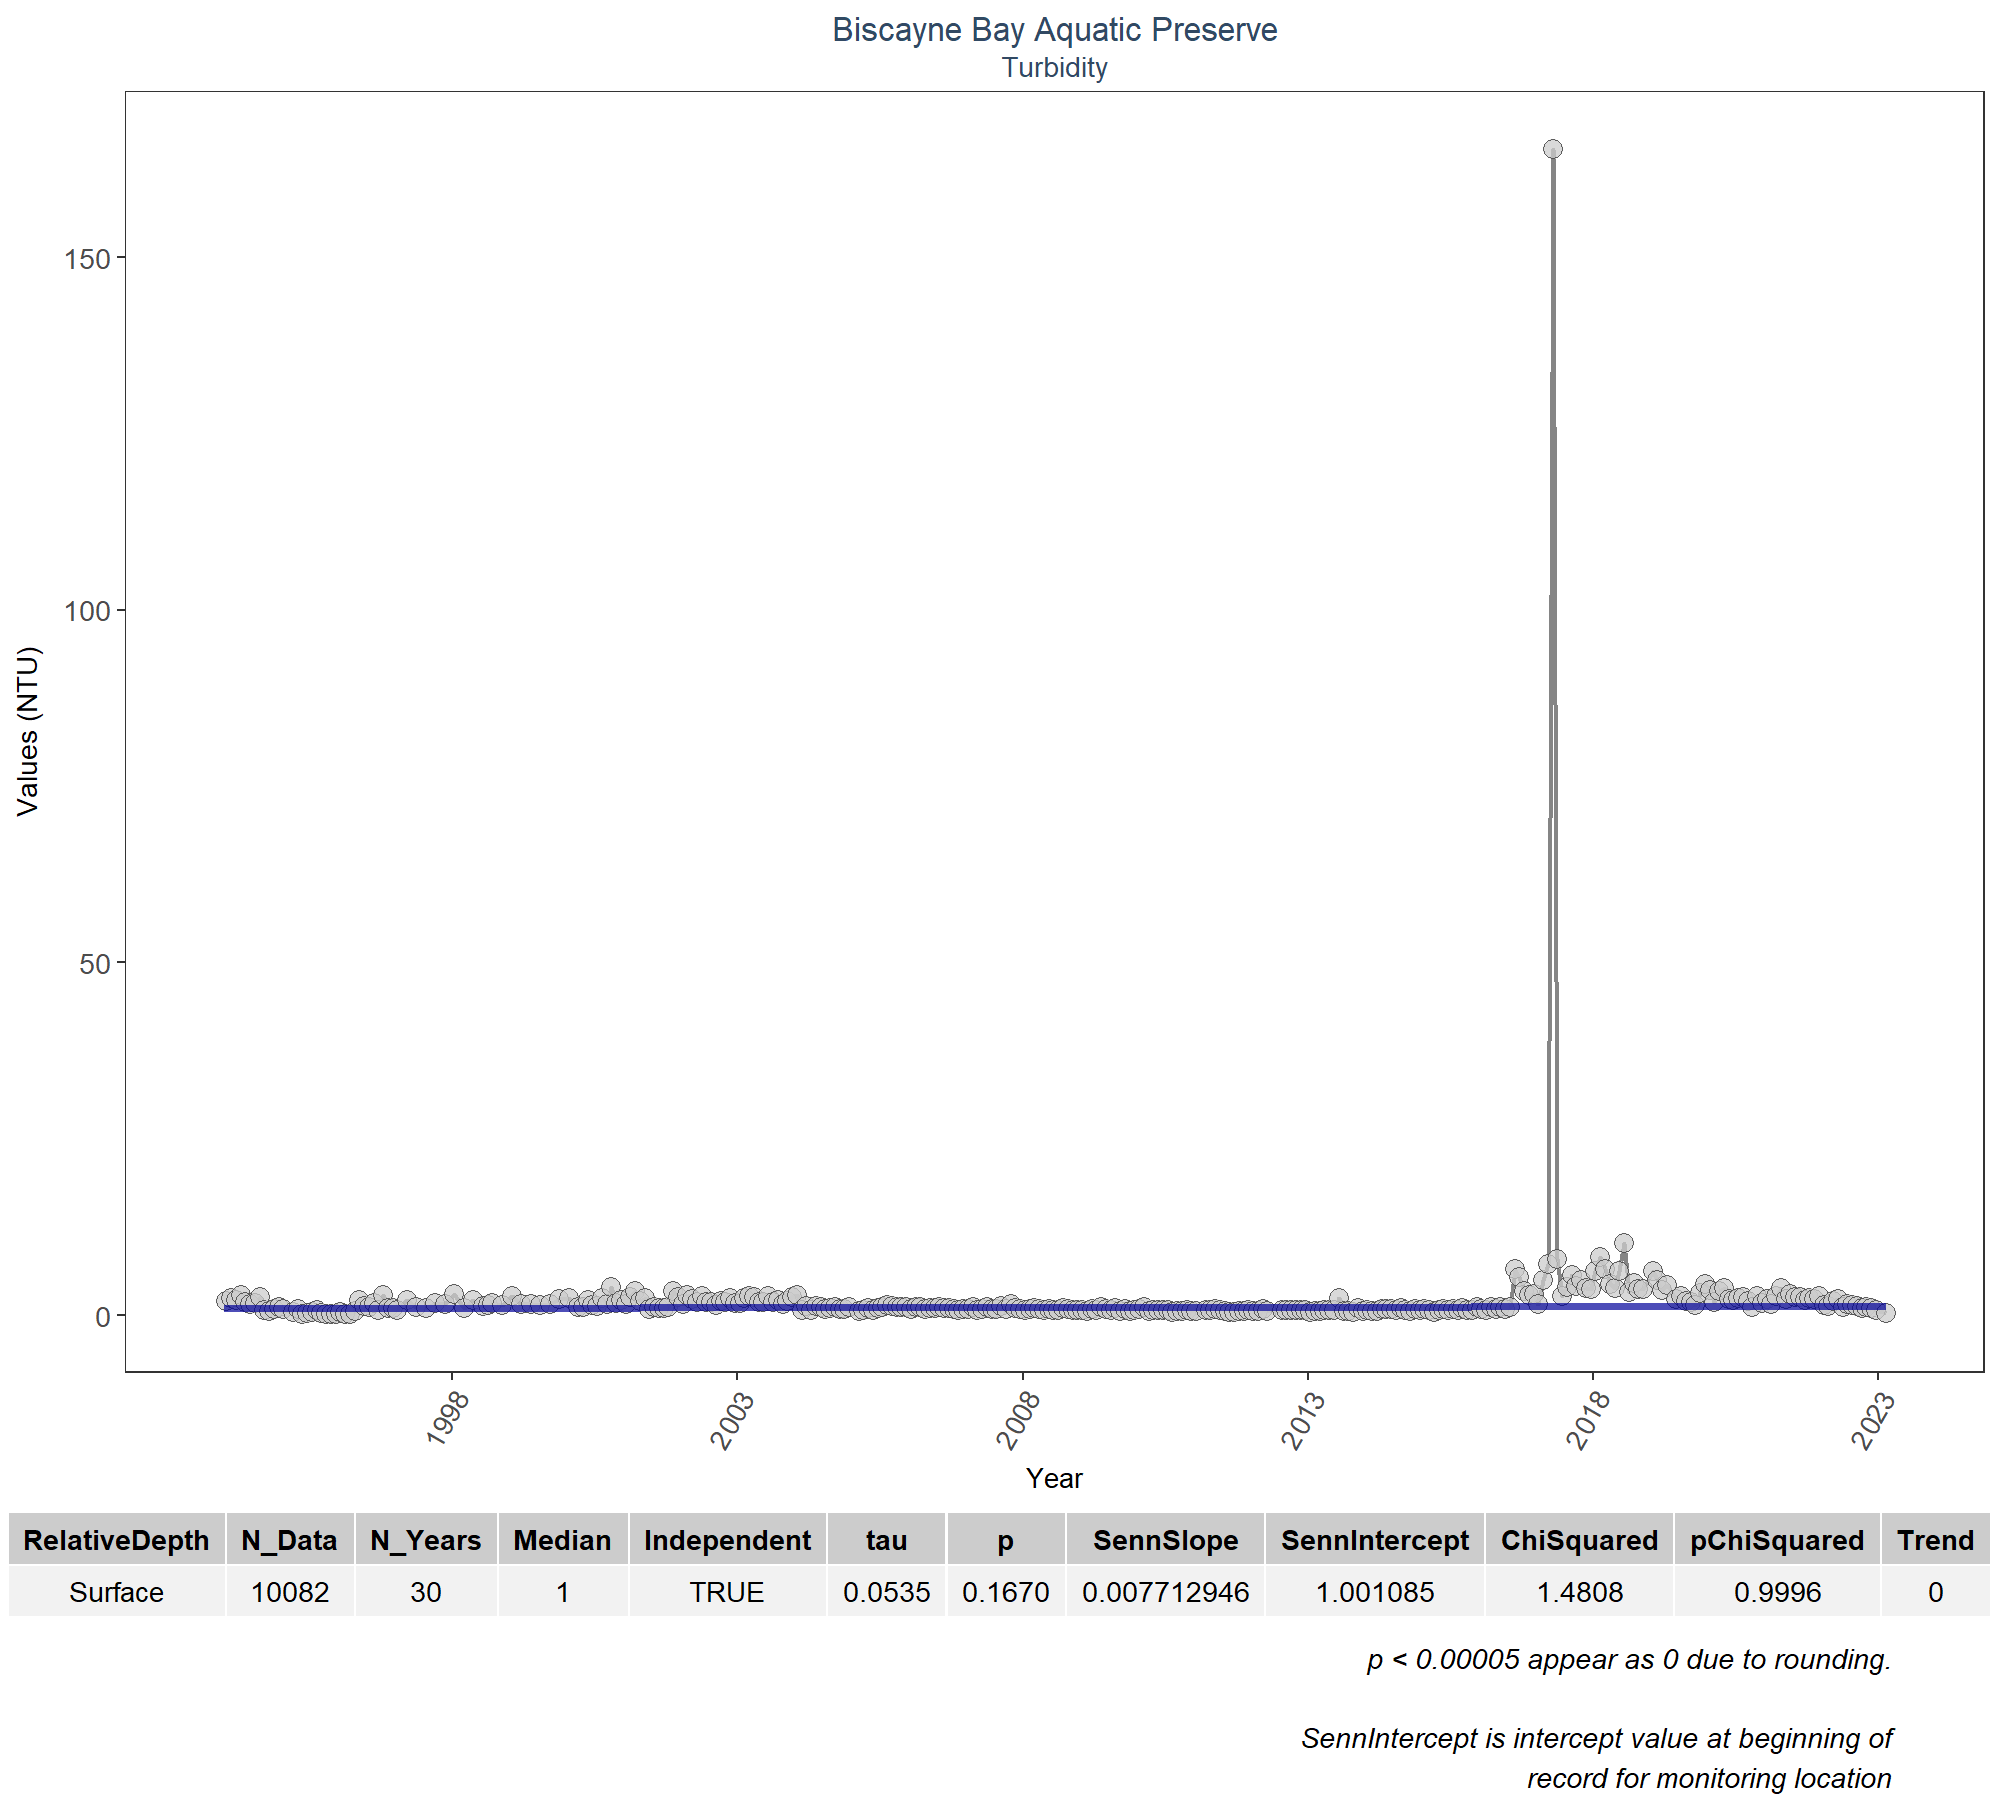 Biscayne Bay Aquatic Preserve
Turbidity
Values (NTU)
150
100
50
0
1998 2003 2008 2013 2018 2023
Year
RelativeDepth N_Data N_Years Median Independent tau p SennSlope SennIntercept ChiSquared pChiSquared Trend
Surface 10082 30 1 TRUE 0.0535 0.1670 0.007712946 1.001085 1.4808 0.9996 0
p < 0.00005 appear as 0 due to rounding.
SennIntercept is intercept value at beginning of
record for monitoring location